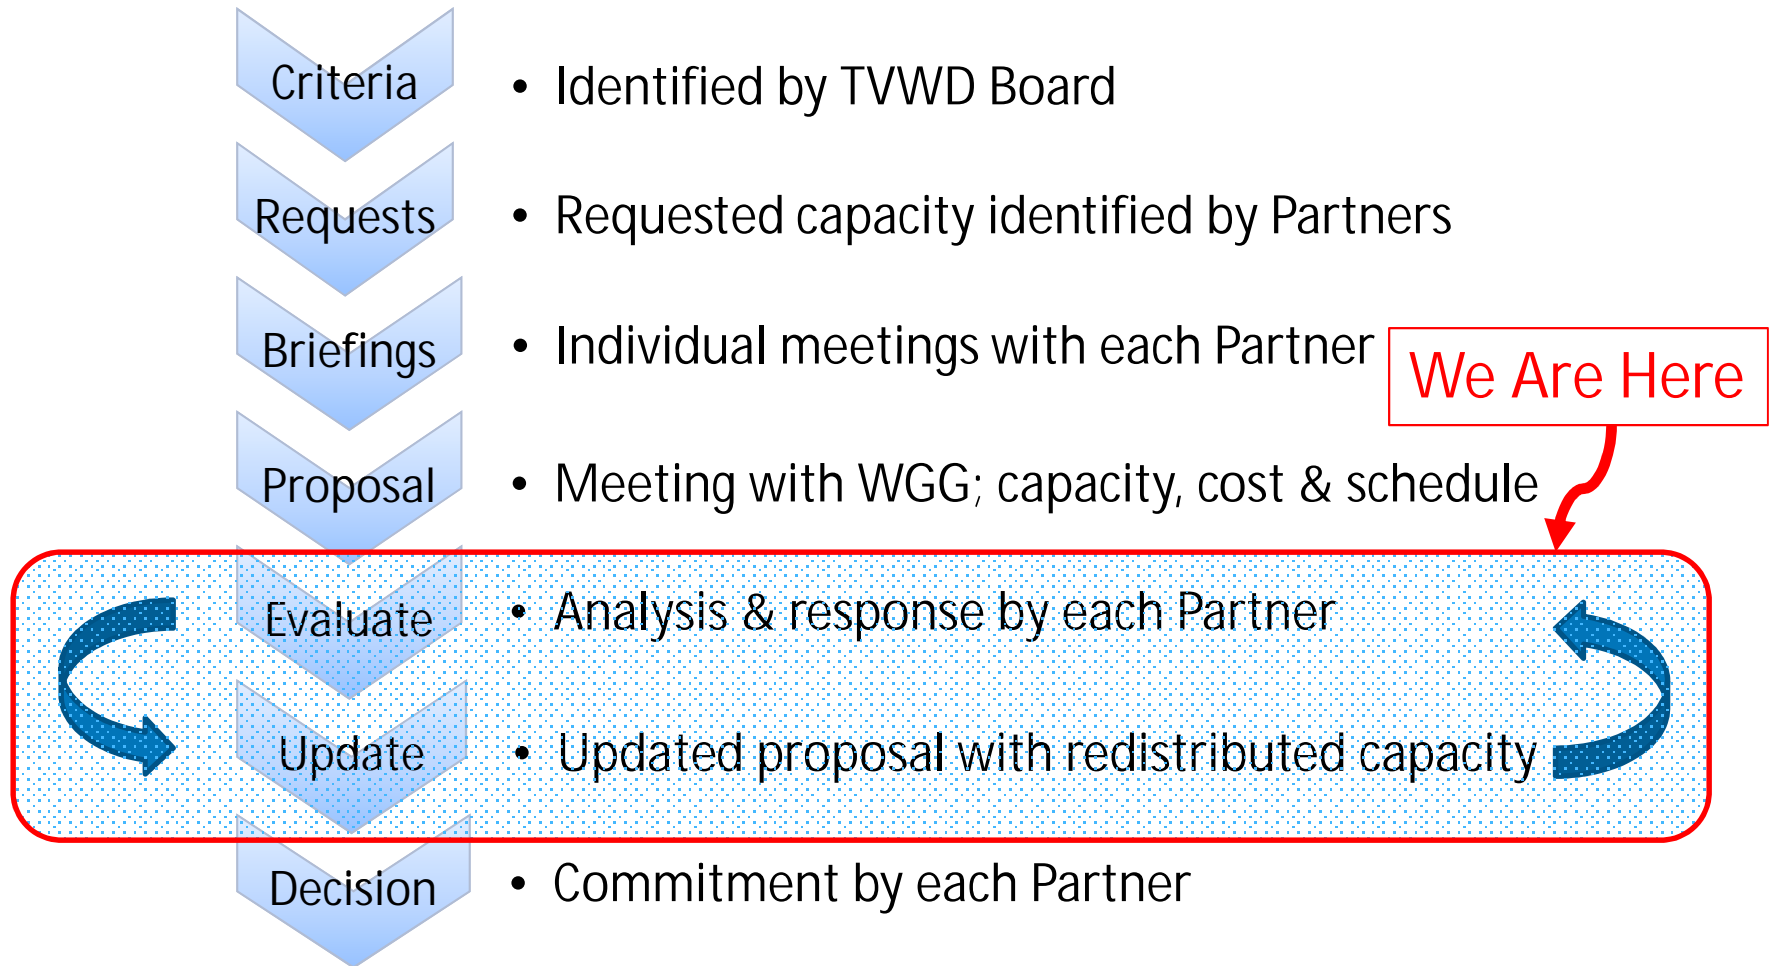 Criteria
• Identified by TVWD Board
Requests
• Requested capacity identified by Partners
Briefings
• Individual meetings with each Partner
We Are Here
Proposal
• Meeting with WGG; capacity, cost & schedule
Evaluate
• Analysis & response by each Partner
Update
• Updated proposal with redistributed capacity
Decision
• Commitment by each Partner